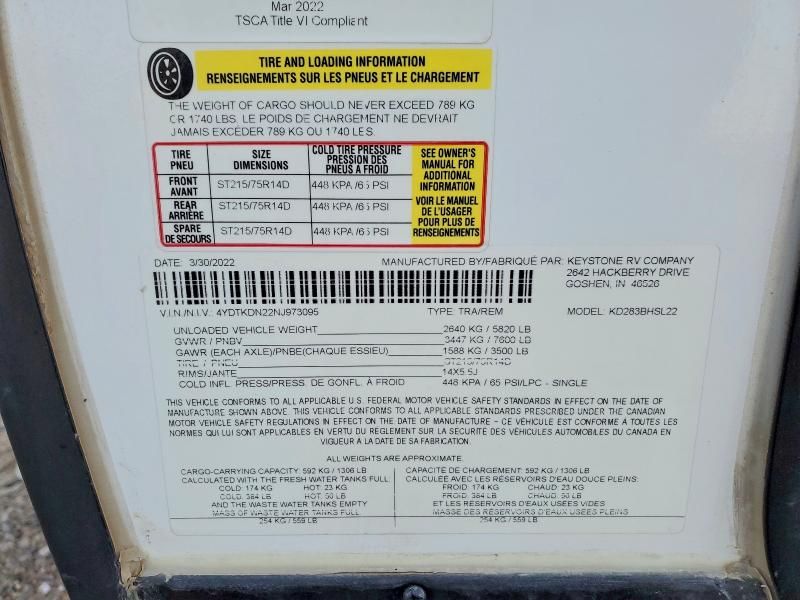 Mar 2022
TSCA Title VI Compliant
TIRE AND LOADING INFORMATION
RENSEIGNEMENTS SUR LES PNEUS ET LE CHARGEMENT
THE WEIGHT OF CARGO SHOULD NEVER EXCEED 789 KG
OR 1740 LBS. LE POIDS DE CHARGEMENT NE DEVRAIT
JAMAIS EXCÉDER 789 KG OU 1740 LES.
TIRE PNEU SIZE DIMENSIONS COLD TIRE PRESSURE PRESSION DES PNEUS A FROID
FRONT AVANT ST215/75R14D 448 KPA /65 PSI
REAR ARRIÈRE ST215/75R14D 448 KPA /65 PSI
SPARE DE SECOURS ST215/75R14D 448 KPA /65 PSI
SEE OWNER'S
MANUAL FOR
ADDITIONAL
INFORMATION
VOIR LE MANUEL
DE L'USAGER
POUR PLUS DE
RENSEIGNEMENTS
DATE: 3/30/2022 MANUFACTURED BY/FABRIQUÉ PAR: KEYSTONE RV COMPANY
2642 HACKBERRY DRIVE
GOSHEN, IN 46526
V.I.N./N.I.V.: 4YDTKDN22NJ973095 TYPE: TRA/REM MODEL: KD283BHSL22
UNLOADED VEHICLE WEIGHT 2640 KG / 5820 LB
GVWR / PNBV 3447 KG / 7600 LB
GAWR (EACH AXLE)/PNBE(CHAQUE ESSIEU) 1588 KG / 3500 LB
TIRE / PNEU ST215/75R14D
RIMS/JANTE 14X5.5J
COLD INFL. PRESS/PRESS. DE GONFL. À FROID 448 KPA / 65 PSI/LPC - SINGLE
THIS VEHICLE CONFORMS TO ALL APPLICABLE U.S. FEDERAL MOTOR VEHICLE SAFETY STANDARDS IN EFFECT ON THE DATE OF
MANUFACTURE SHOWN ABOVE. THIS VEHICLE CONFORMS TO ALL APPLICABLE STANDARDS PRESCRIBED UNDER THE CANADIAN
MOTOR VEHICLE SAFETY REGULATIONS IN EFFECT ON THE DATE OF MANUFACTURE – CE VÉHICULE EST CONFORME À TOUTES LES
NORMES QUI LUI SONT APPLICABLES EN VERTU DU REGLEMENT SUR LA SECURITÉ DES VÉHICULES AUTOMOBILES DU CANADA EN
VIGUEUR A LA DATE DE SA FABRICATION.
ALL WEIGHTS ARE APPROXIMATE.
CARGO-CARRYING CAPACITY: 592 KG / 1306 LB
CALCULATED WITH THE FRESH WATER TANKS FULL
COLD: 174 KG HOT: 23 KG
COLD: 384 LB HOT: 50 LB
AND THE WASTE WATER TANKS EMPTY
MASS OF WASTE WATER TANKS FULL
254 KG / 559 LB
CAPACITE DE CHARGEMENT: 592 KG / 1306 LB
CALCULÉE AVEC LES RÉSERVOIRS D'EAU DOUCE PLEINS:
FROID: 174 KG CHAUD: 23 KG
FROID: 384 LB CHAUD: 50 LB
ET LES RÉSERVOIRS D'EAUX USÉES VIDES
MASSE DES RÉSERVOIRS D'EAUX USÉES PLEINS
254 KG / 559 LB